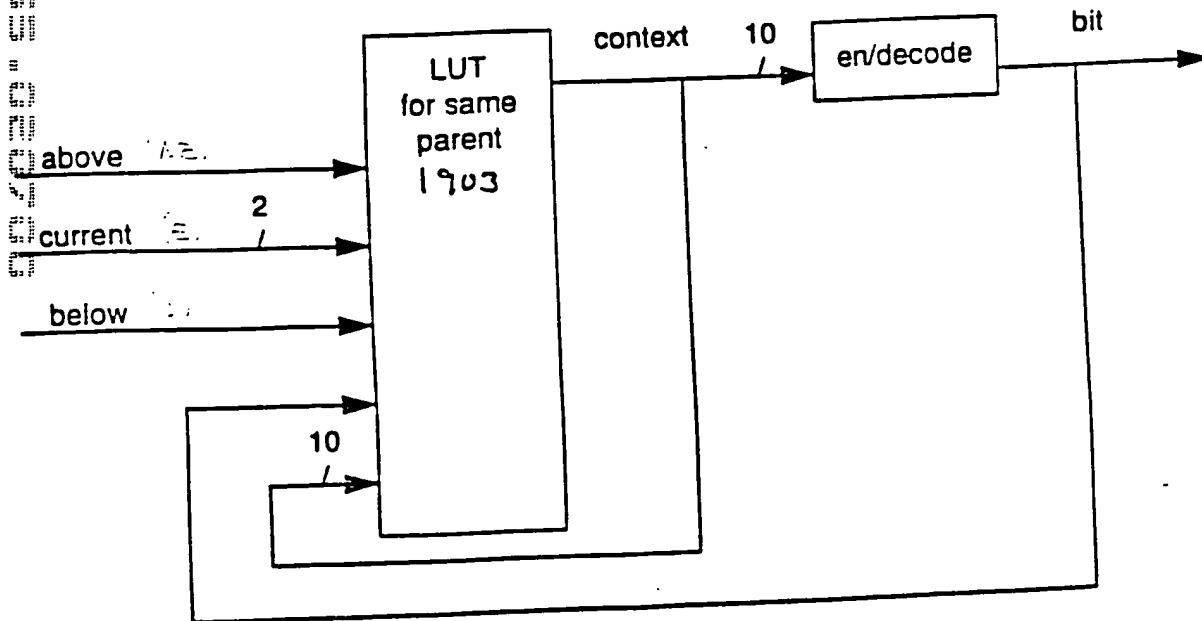 context 10 bit
LUT
for same
parent
1903
en/decode
above
2
current
below
10